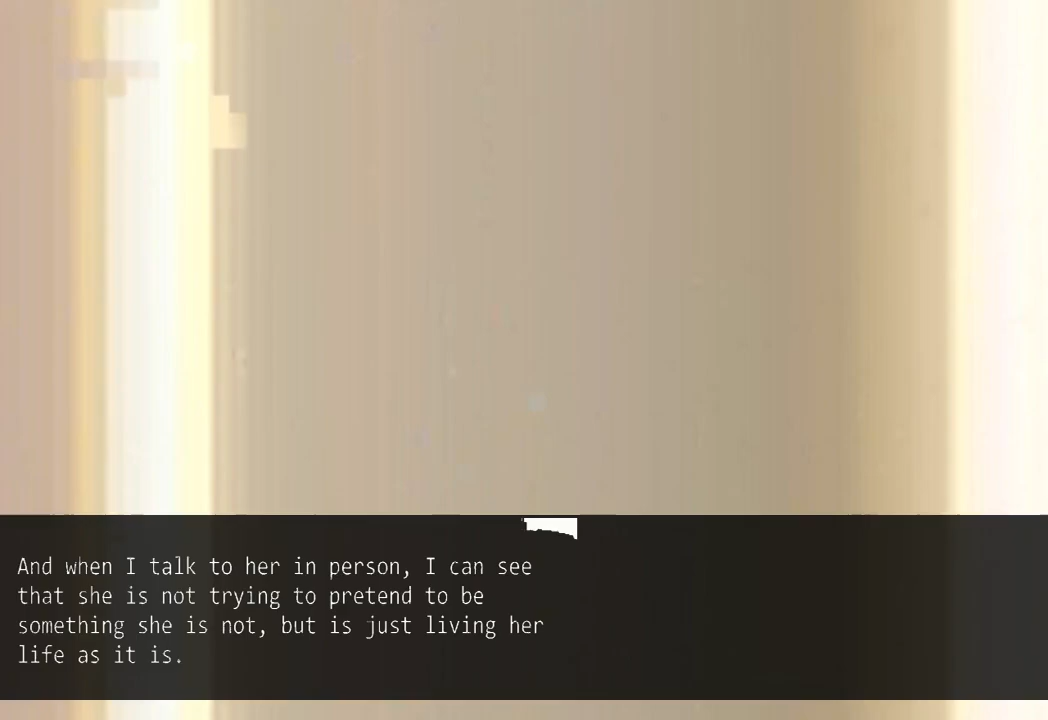 And when I talk to her in person, I can see
that she is not trying to pretend to be
something she is not, but is just living her
life as it is.